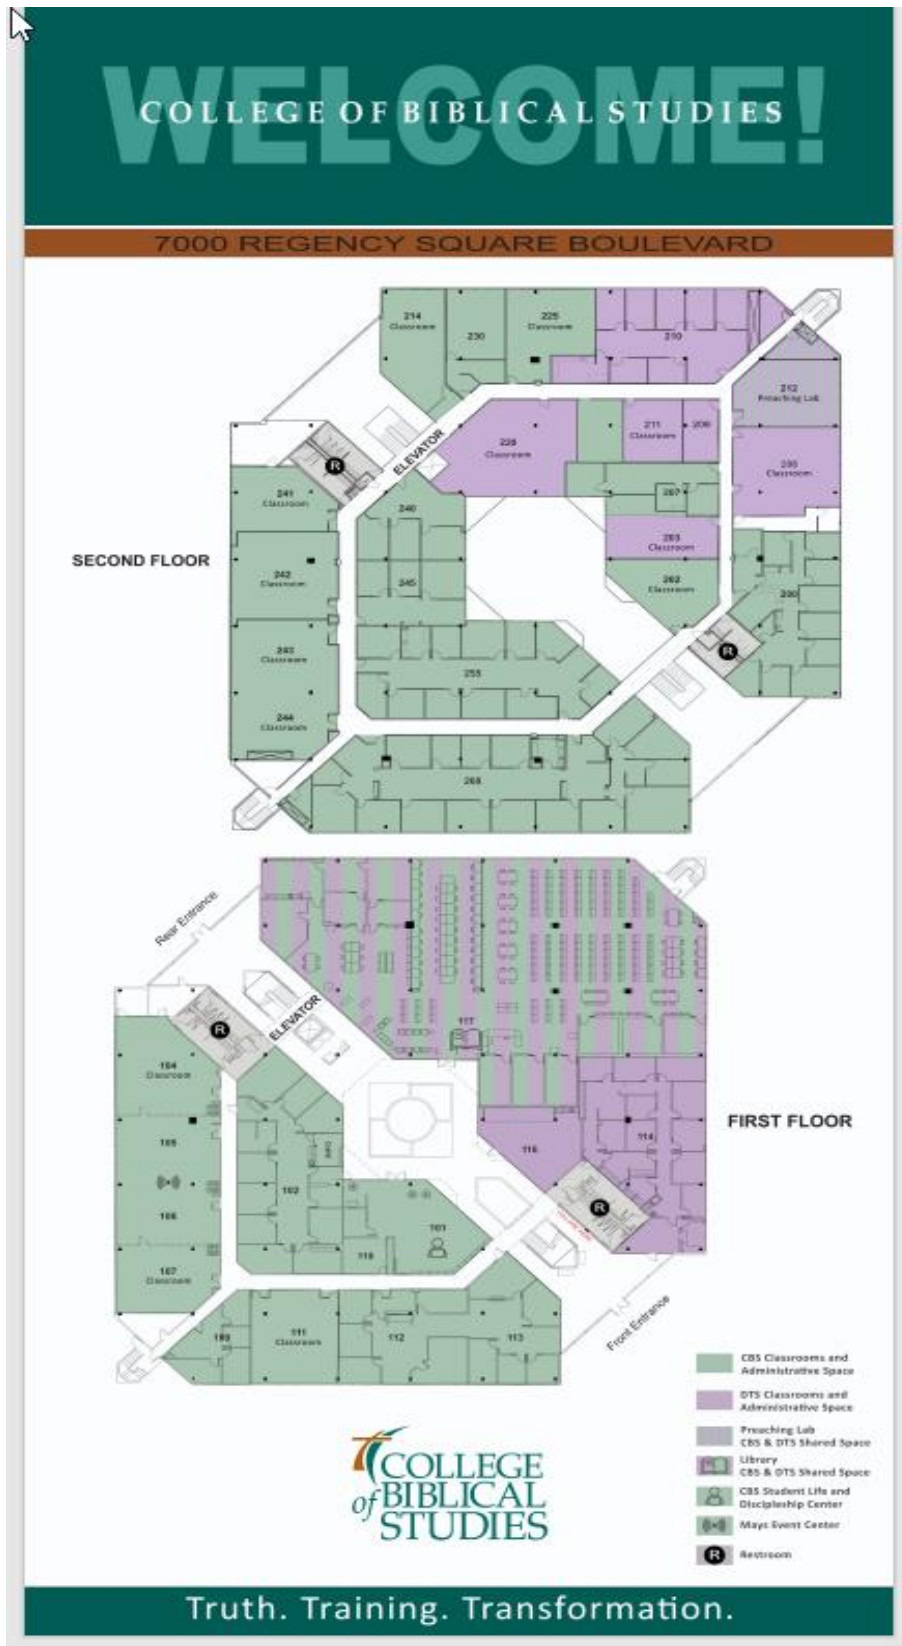 WELCOME!
COLLEGE OF BIBLICAL STUDIES
7000 REGENCY SQUARE BOULEVARD
214
Classroom
230
225
Classroom
210
212
Preaching Lab
228
Classroom
211
Classroom
Classroom
ELEVATOR
R
241
Classroom
240
207
203
Classroom
SECOND FLOOR
242
Classroom
245
202
Classroom
200
R
243
Classroom
255
244
Classroom
268
Rear Entrance
ELEVATOR
R
117
104
Classroom
FIRST FLOOR
105
116
114
102
INFO
106
R
101
110
107
Classroom
109
111
Classroom
112
113
Front Entrance
CBS Classrooms and
Administrative Space
DTS Classrooms and
Administrative Space
Preaching Lab
CBS & DTS Shared Space
Library
CBS & DTS Shared Space
CBS Student Life and
Discipleship Center
Mays Event Center
R Restroom
COLLEGE
of BIBLICAL
STUDIES
Truth. Training. Transformation.